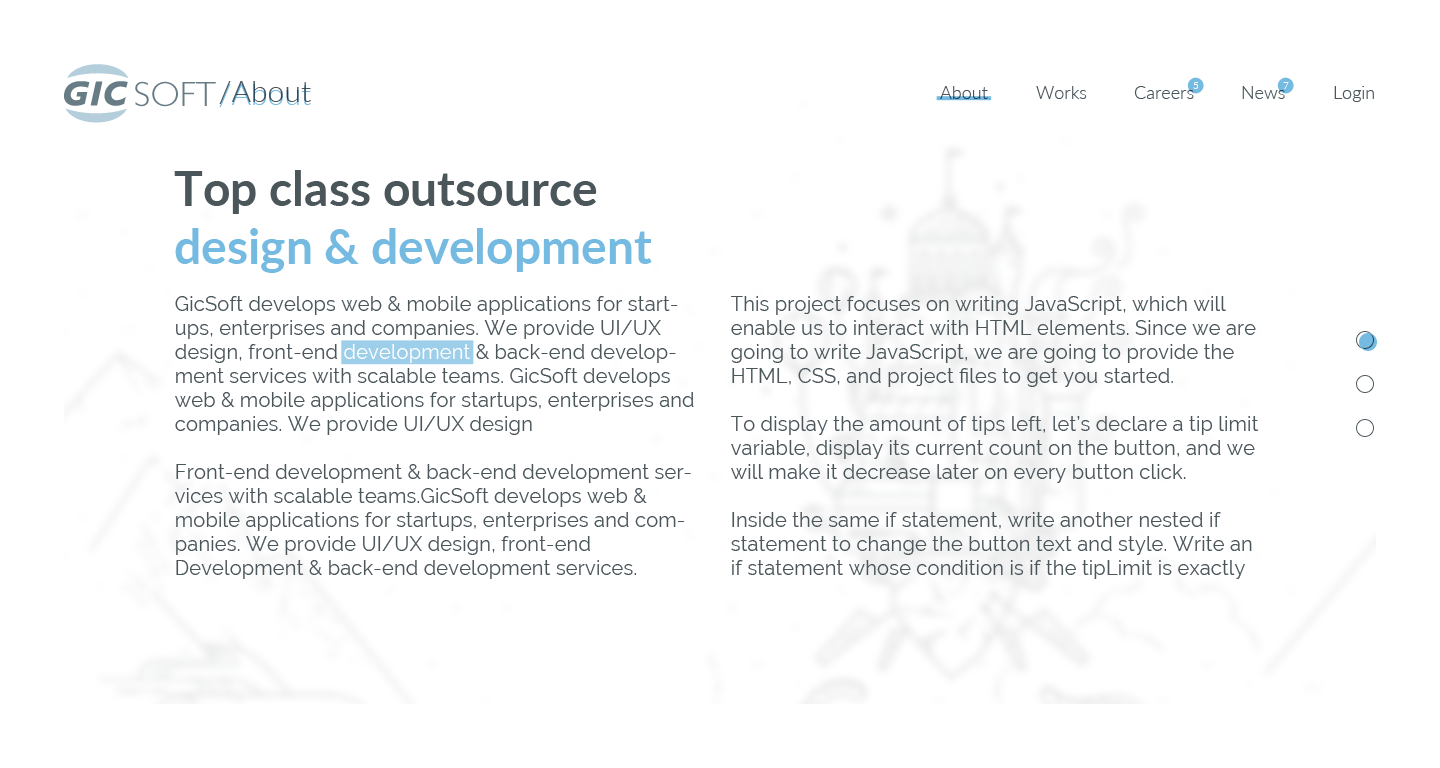 GIC SOFT /About
About Works Careers 5 News 7 Login
Top class outsource
design & development
GicSoft develops web & mobile applications for start-
ups, enterprises and companies. We provide UI/UX
design, front-end development & back-end develop-
ment services with scalable teams. GicSoft develops
web & mobile applications for startups, enterprises and
companies. We provide UI/UX design
Front-end development & back-end development ser-
vices with scalable teams.GicSoft develops web &
mobile applications for startups, enterprises and com-
panies. We provide UI/UX design, front-end
Development & back-end development services.
This project focuses on writing JavaScript, which will
enable us to interact with HTML elements. Since we are
going to write JavaScript, we are going to provide the
HTML, CSS, and project files to get you started.
To display the amount of tips left, let's declare a tip limit
variable, display its current count on the button, and we
will make it decrease later on every button click.
Inside the same if statement, write another nested if
statement to change the button text and style. Write an
if statement whose condition is if the tipLimit is exactly